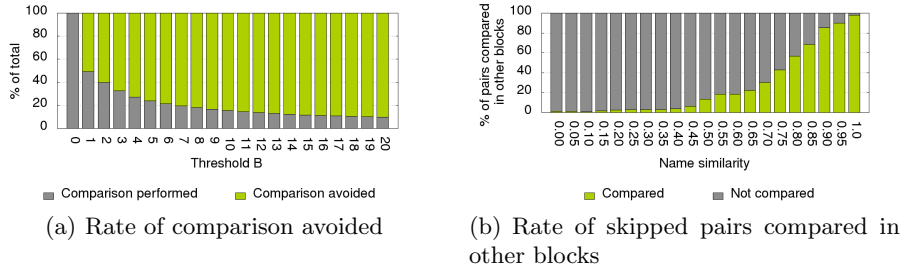 % of total
100
80
60
40
20
0
0 1 2 3 4 5 6 7 8 9 10 11 12 13 14 15 16 17 18 19 20
Threshold B
Comparison performed Comparison avoided
(a) Rate of comparison avoided
% of pairs compared
in other blocks
100
80
60
40
20
0
0.00 0.05 0.10 0.15 0.20 0.25 0.30 0.35 0.40 0.45 0.50 0.55 0.60 0.65 0.70 0.75 0.80 0.85 0.90 0.95 1.0
Name similarity
Compared Not compared
(b) Rate of skipped pairs compared in
other blocks